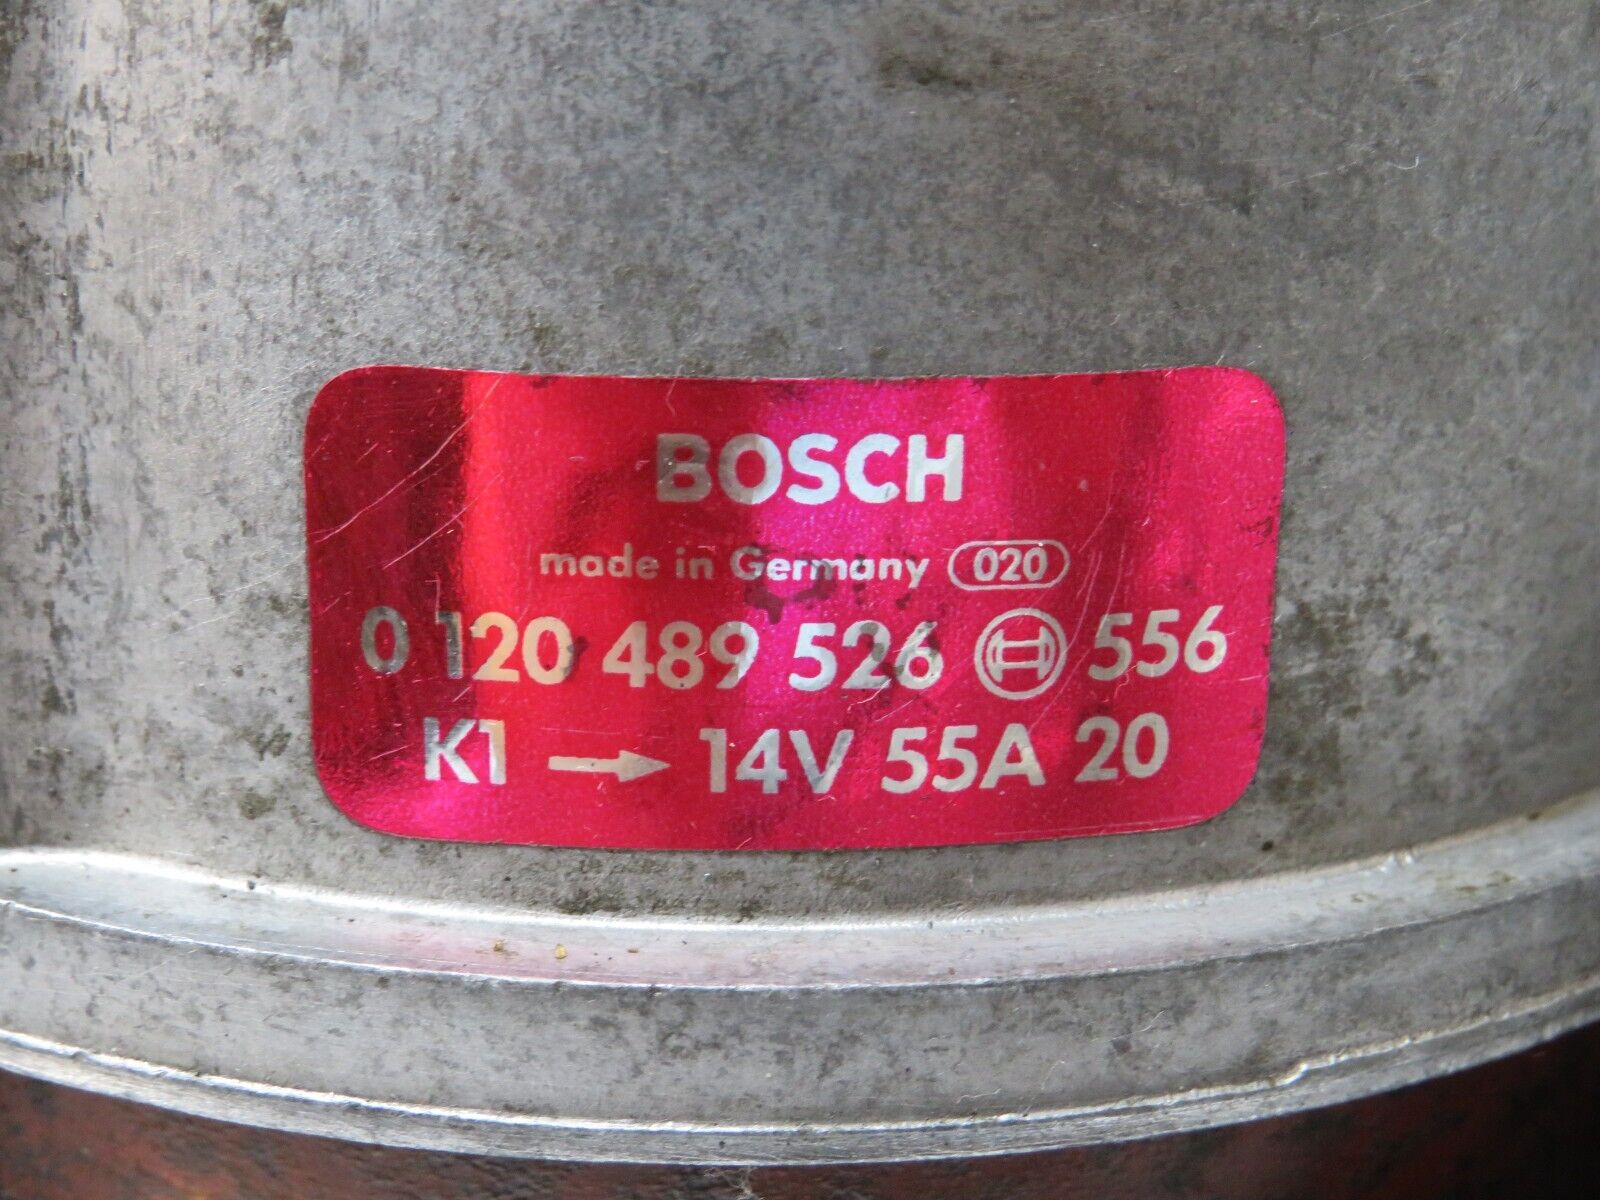 BOSCH
made in Germany 020
0 120 489 526 556
K1 → 14V 55A 20